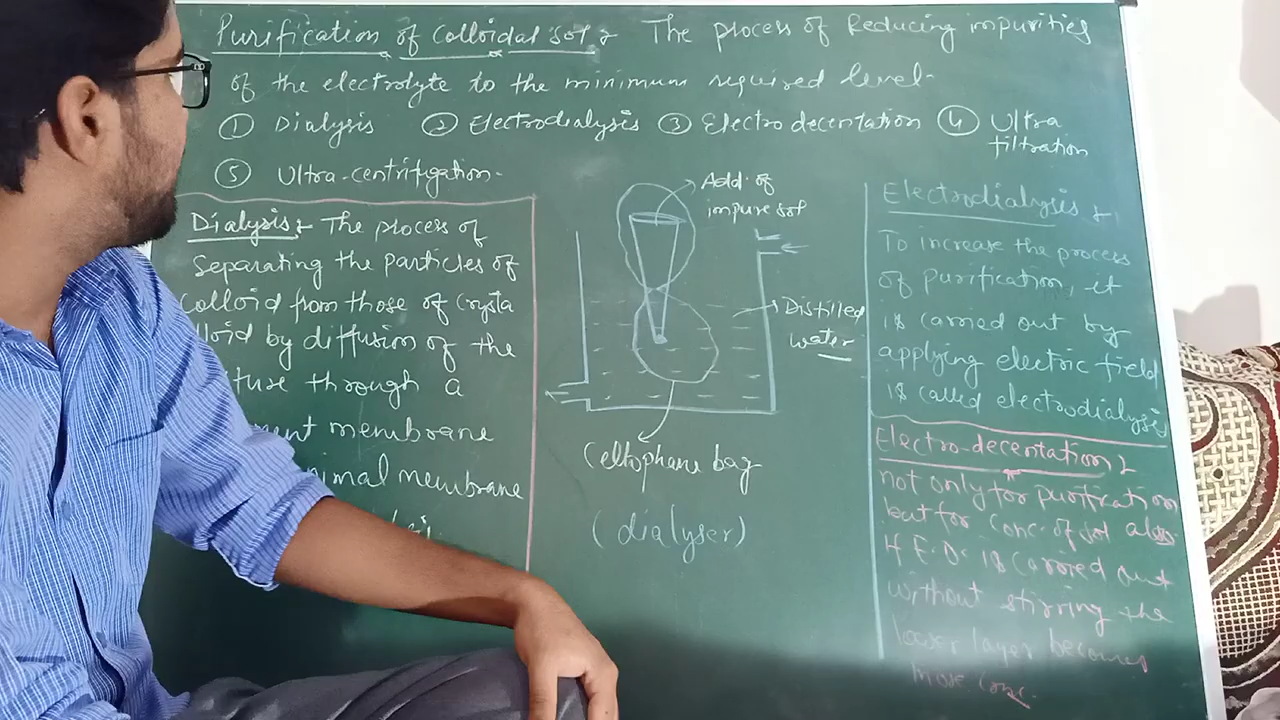 Purification of Colloidal sol :- The process of Reducing impurities
of the electrolyte to the minimum required level-
① Dialysis ② Electrodialysis ③ Electro decentation ④ Ultra
filtration
⑤ Ultra-centrifigation-
Dialysis :- The process of
Separating the particles of
Colloid from those of Crysta
lloid by diffusion of the
through a
membrane
membrane
Add. of
impure sol
Distilled
water
Cellophane bag
(dialyser)
Electrodialysis :-
To increase the process
of purification, it
is carried out by
applying electric field
is called electrodialysis
Electro-decentation :-
not only for purification
but for Conc. of sol also
If E.D. is carried out
without stirring the
lower layer becomes
more conc.